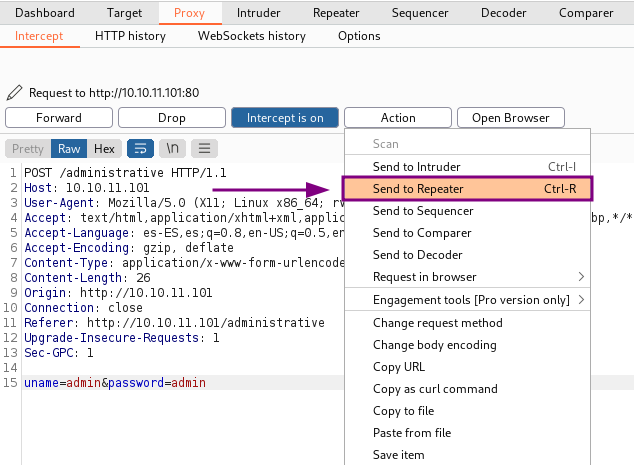 Dashboard Target Proxy Intruder Repeater Sequencer Decoder Comparer
Intercept HTTP history WebSockets history Options
Request to http://10.10.11.101:80
Forward Drop Intercept is on Action Open Browser
Pretty Raw Hex \n
Scan
Send to Intruder Ctrl-I
Send to Repeater Ctrl-R
Send to Sequencer
Send to Comparer
Send to Decoder
Request in browser
Engagement tools [Pro version only]
Change request method
Change body encoding
Copy URL
Copy as curl command
Copy to file
Paste from file
Save item
1 POST /administrative HTTP/1.1
2 Host: 10.10.11.101
3 User-Agent: Mozilla/5.0 (X11; Linux x86_64; rv
4 Accept: text/html,application/xhtml+xml,applic bp,*/*
5 Accept-Language: es-ES,es;q=0.8,en-US;q=0.5,en
6 Accept-Encoding: gzip, deflate
7 Content-Type: application/x-www-form-urlencode
8 Content-Length: 26
9 Origin: http://10.10.11.101
10 Connection: close
11 Referer: http://10.10.11.101/administrative
12 Upgrade-Insecure-Requests: 1
13 Sec-GPC: 1
14
15 uname=admin&password=admin